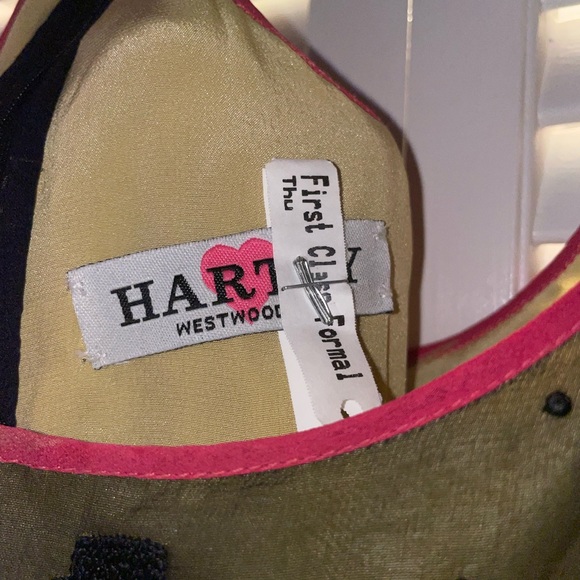 HART Y
WESTWOOD
First Class Formal
Thu